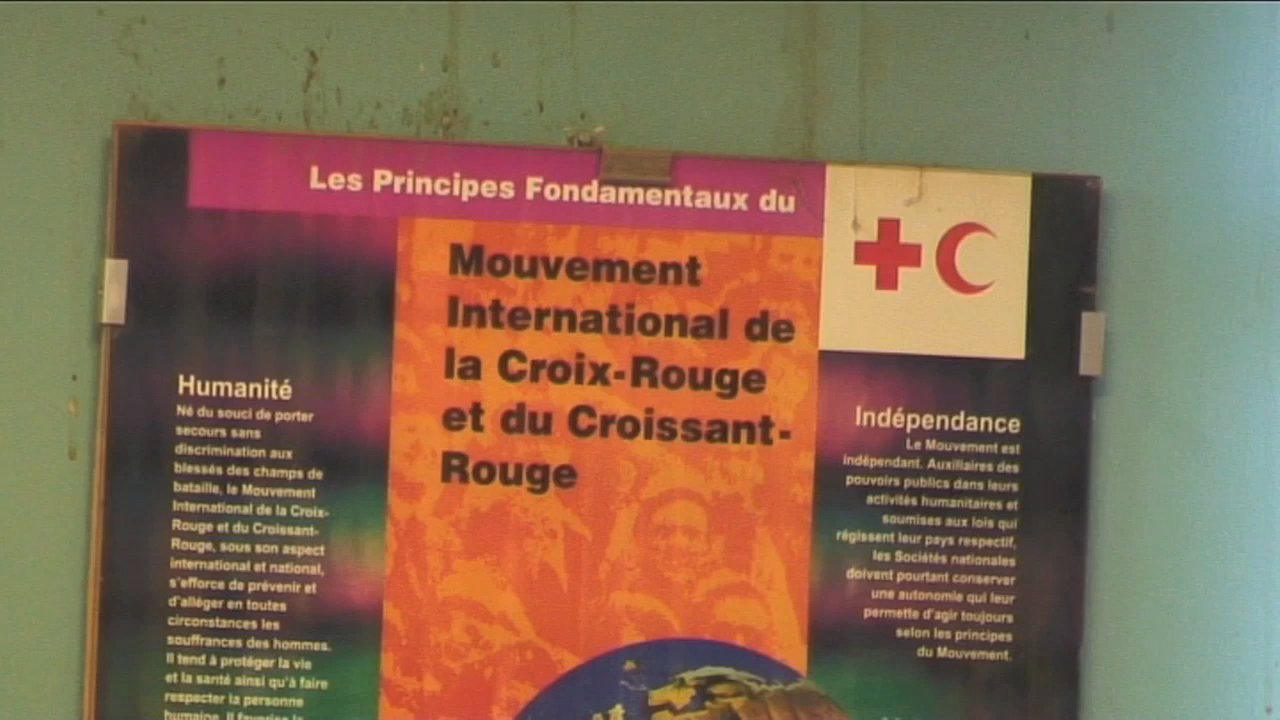 Les Principes Fondamentaux du
Mouvement
International de
la Croix-Rouge
et du Croissant-
Rouge
Humanité
Né du souci de porter
secours sans
discrimination aux
blessés des champs de
bataille, le Mouvement
International de la Croix-
Rouge et du Croissant-
Rouge, sous son aspect
international et national,
s'efforce de prévenir et
d'alléger en toutes
circonstances les
souffrances des hommes.
Il tend à protéger la vie
et la santé ainsi qu'à faire
respecter la personne
humaine. Il favorise la
Indépendance
Le Mouvement est
indépendant. Auxiliaires des
pouvoirs publics dans leurs
activités humanitaires et
soumises aux lois qui
régissent leur pays respectif,
les Sociétés nationales
doivent pourtant conserver
une autonomie qui leur
permette d'agir toujours
selon les principes
du Mouvement.